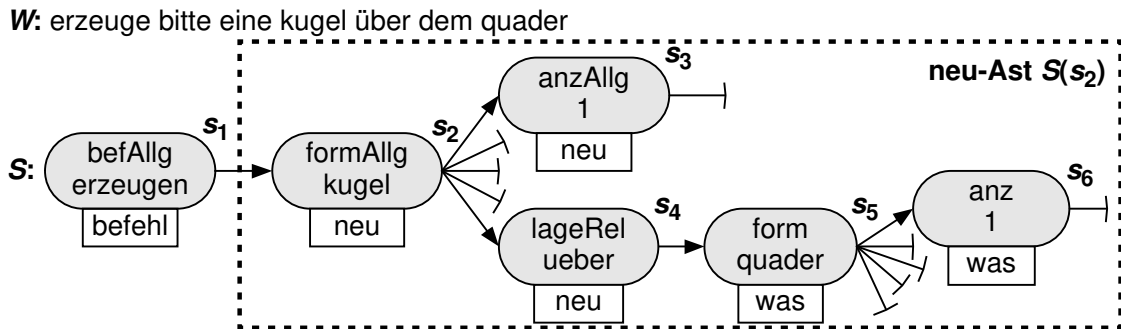 W: erzeuge bitte eine kugel über dem quader
neu-Ast S(s2)
S:
befAllg
erzeugen
befehl
s1
formAllg
kugel
neu
s2
anzAllg
1
neu
s3
lageRel
ueber
neu
s4
form
quader
was
s5
anz
1
was
s6